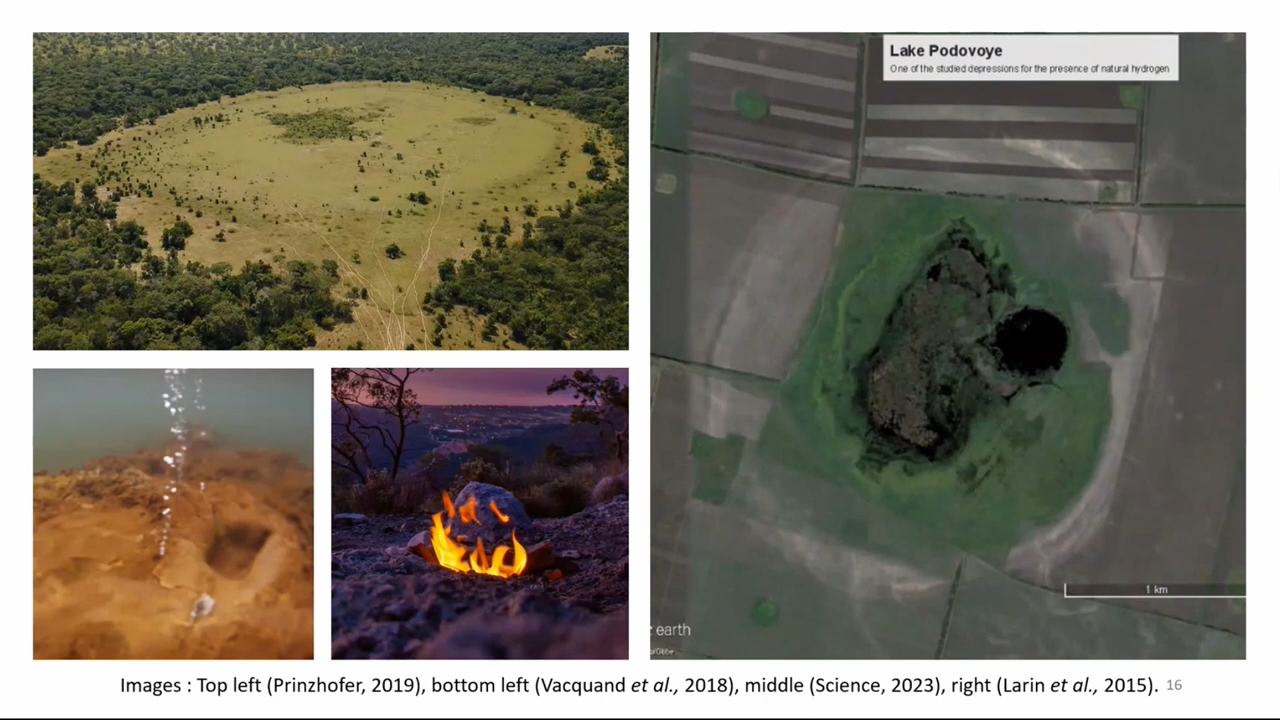 Lake Podovoye
One of the studied depressions for the presence of natural hydrogen
1 km
earth
Images : Top left (Prinzhofer, 2019), bottom left (Vacquand et al., 2018), middle (Science, 2023), right (Larin et al., 2015).
16